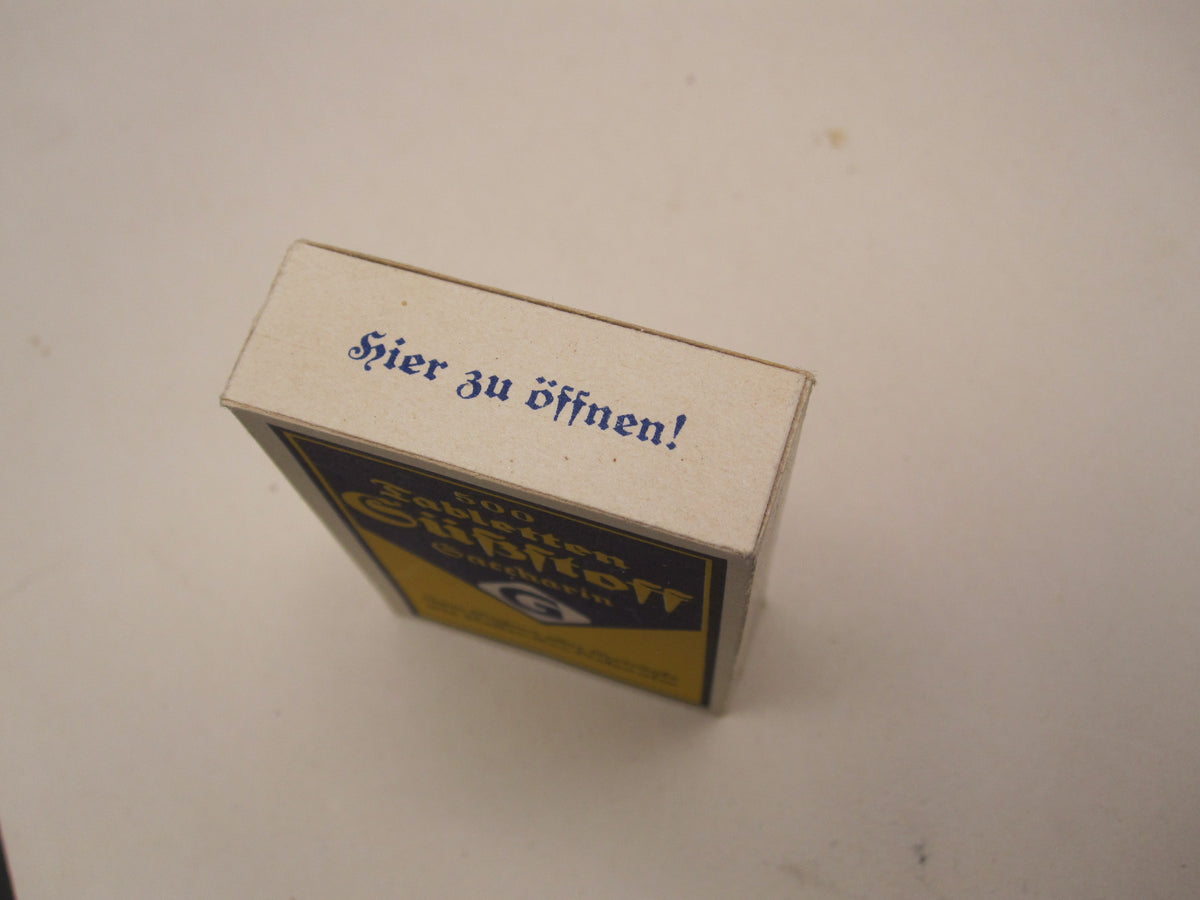 Hier zu öffnen!
500
Tabletten
Süßstoff
Saccharin
G